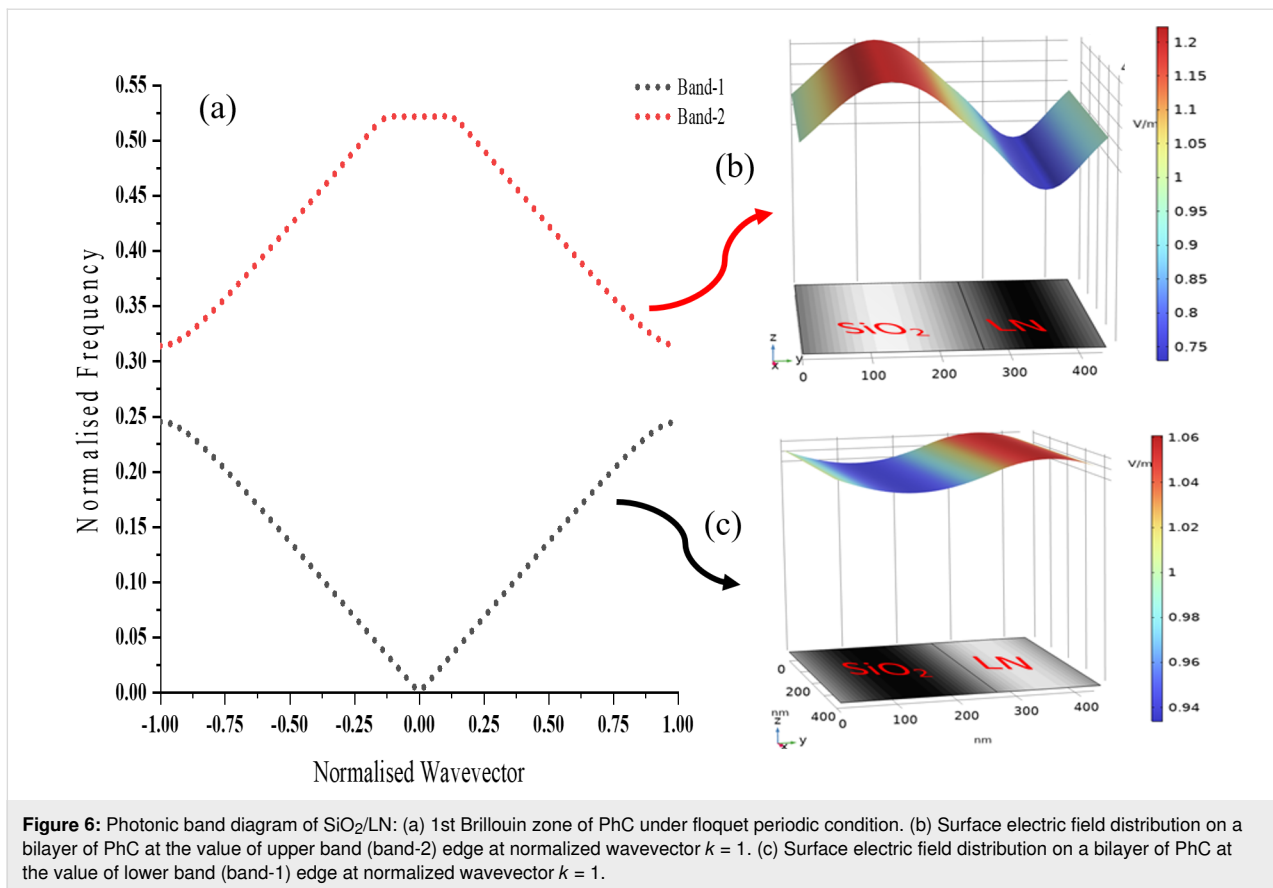 (a)
Band-1
Band-2
0.55
0.50
0.45
0.40
0.35
0.30
0.25
0.20
0.15
0.10
0.05
0.00
Normalised Frequency
-1.00 -0.75 -0.50 -0.25 0.00 0.25 0.50 0.75 1.00
Normalised Wavevector
(b)
V/m
1.2
1.15
1.1
1.05
1
0.95
0.9
0.85
0.8
0.75
SiO₂ LN
z
y
x
0 100 200 300 400
(c)
V/m
1.06
1.04
1.02
1
0.98
0.96
0.94
SiO₂ LN
0
200
400
nm
0 100 200 300 400
nm
z
y
x
Figure 6: Photonic band diagram of SiO₂/LN: (a) 1st Brillouin zone of PhC under floquet periodic condition. (b) Surface electric field distribution on a
bilayer of PhC at the value of upper band (band-2) edge at normalized wavevector k = 1. (c) Surface electric field distribution on a bilayer of PhC at
the value of lower band (band-1) edge at normalized wavevector k = 1.